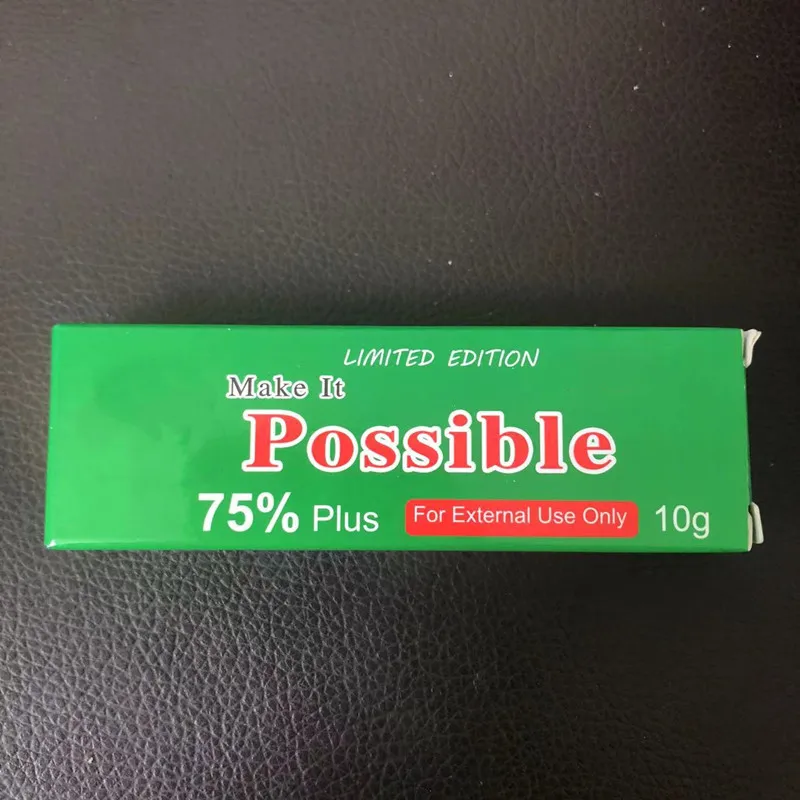 LIMITED EDITION
Make It
Possible
75% Plus For External Use Only 10g